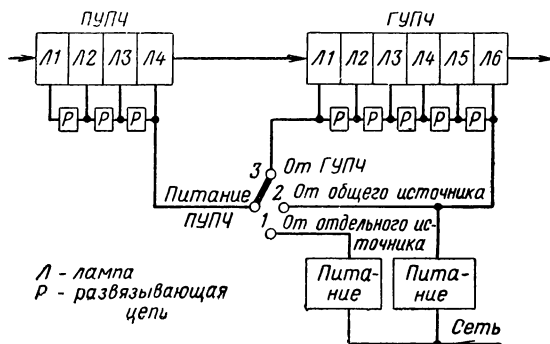 ПУПЧ
ГУПЧ
Л1 Л2 Л3 Л4
Л1 Л2 Л3 Л4 Л5 Л6
Р Р Р
Р Р Р Р Р
3 От ГУПЧ
Питание
ПУПЧ
2 От общего источника
1 От отдельного ис-
точника
Л - лампа
Р - развязывающая
цепь
Питание
Пита-
ние
Пита-
ние
Сеть